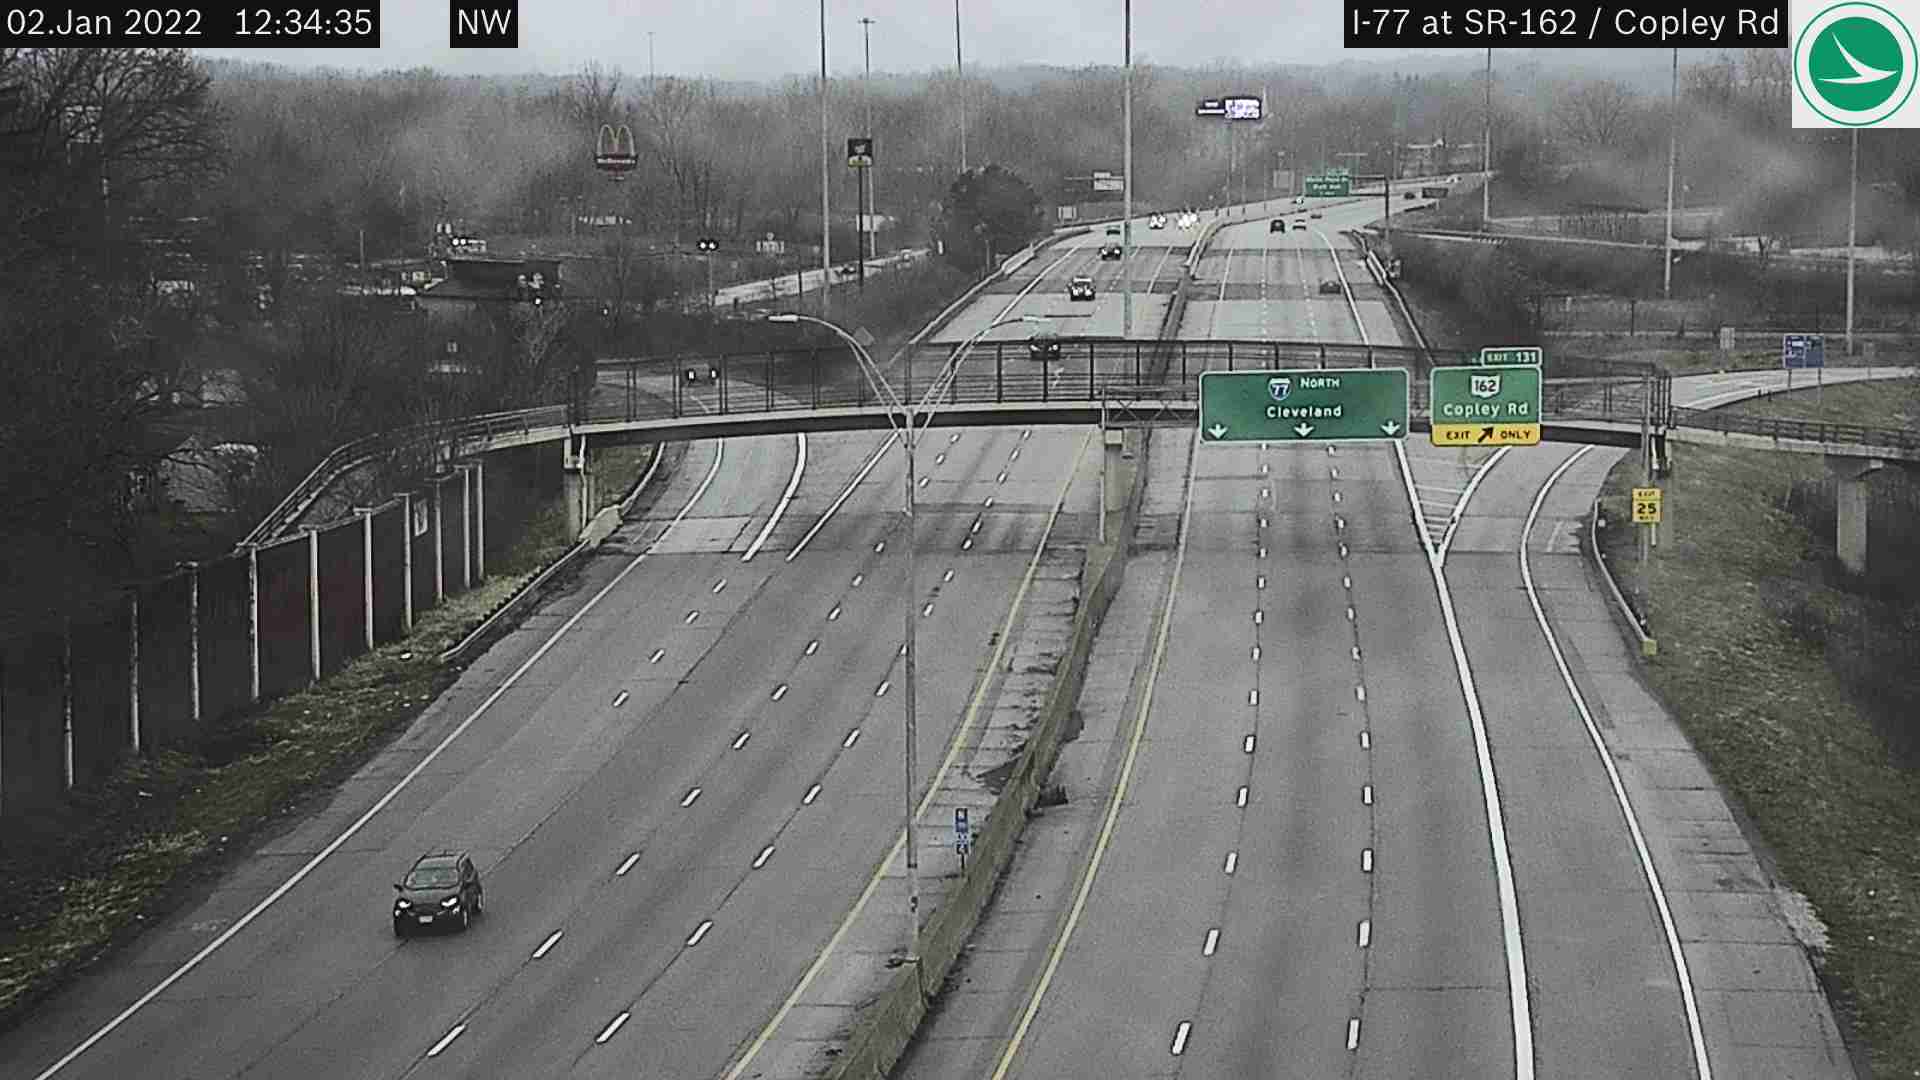 02.Jan 2022 12:34:35
NW
I-77 at SR-162 / Copley Rd
McDonald's
EXIT 131
77 NORTH
Cleveland
162
Copley Rd
EXIT ONLY
EXIT
25